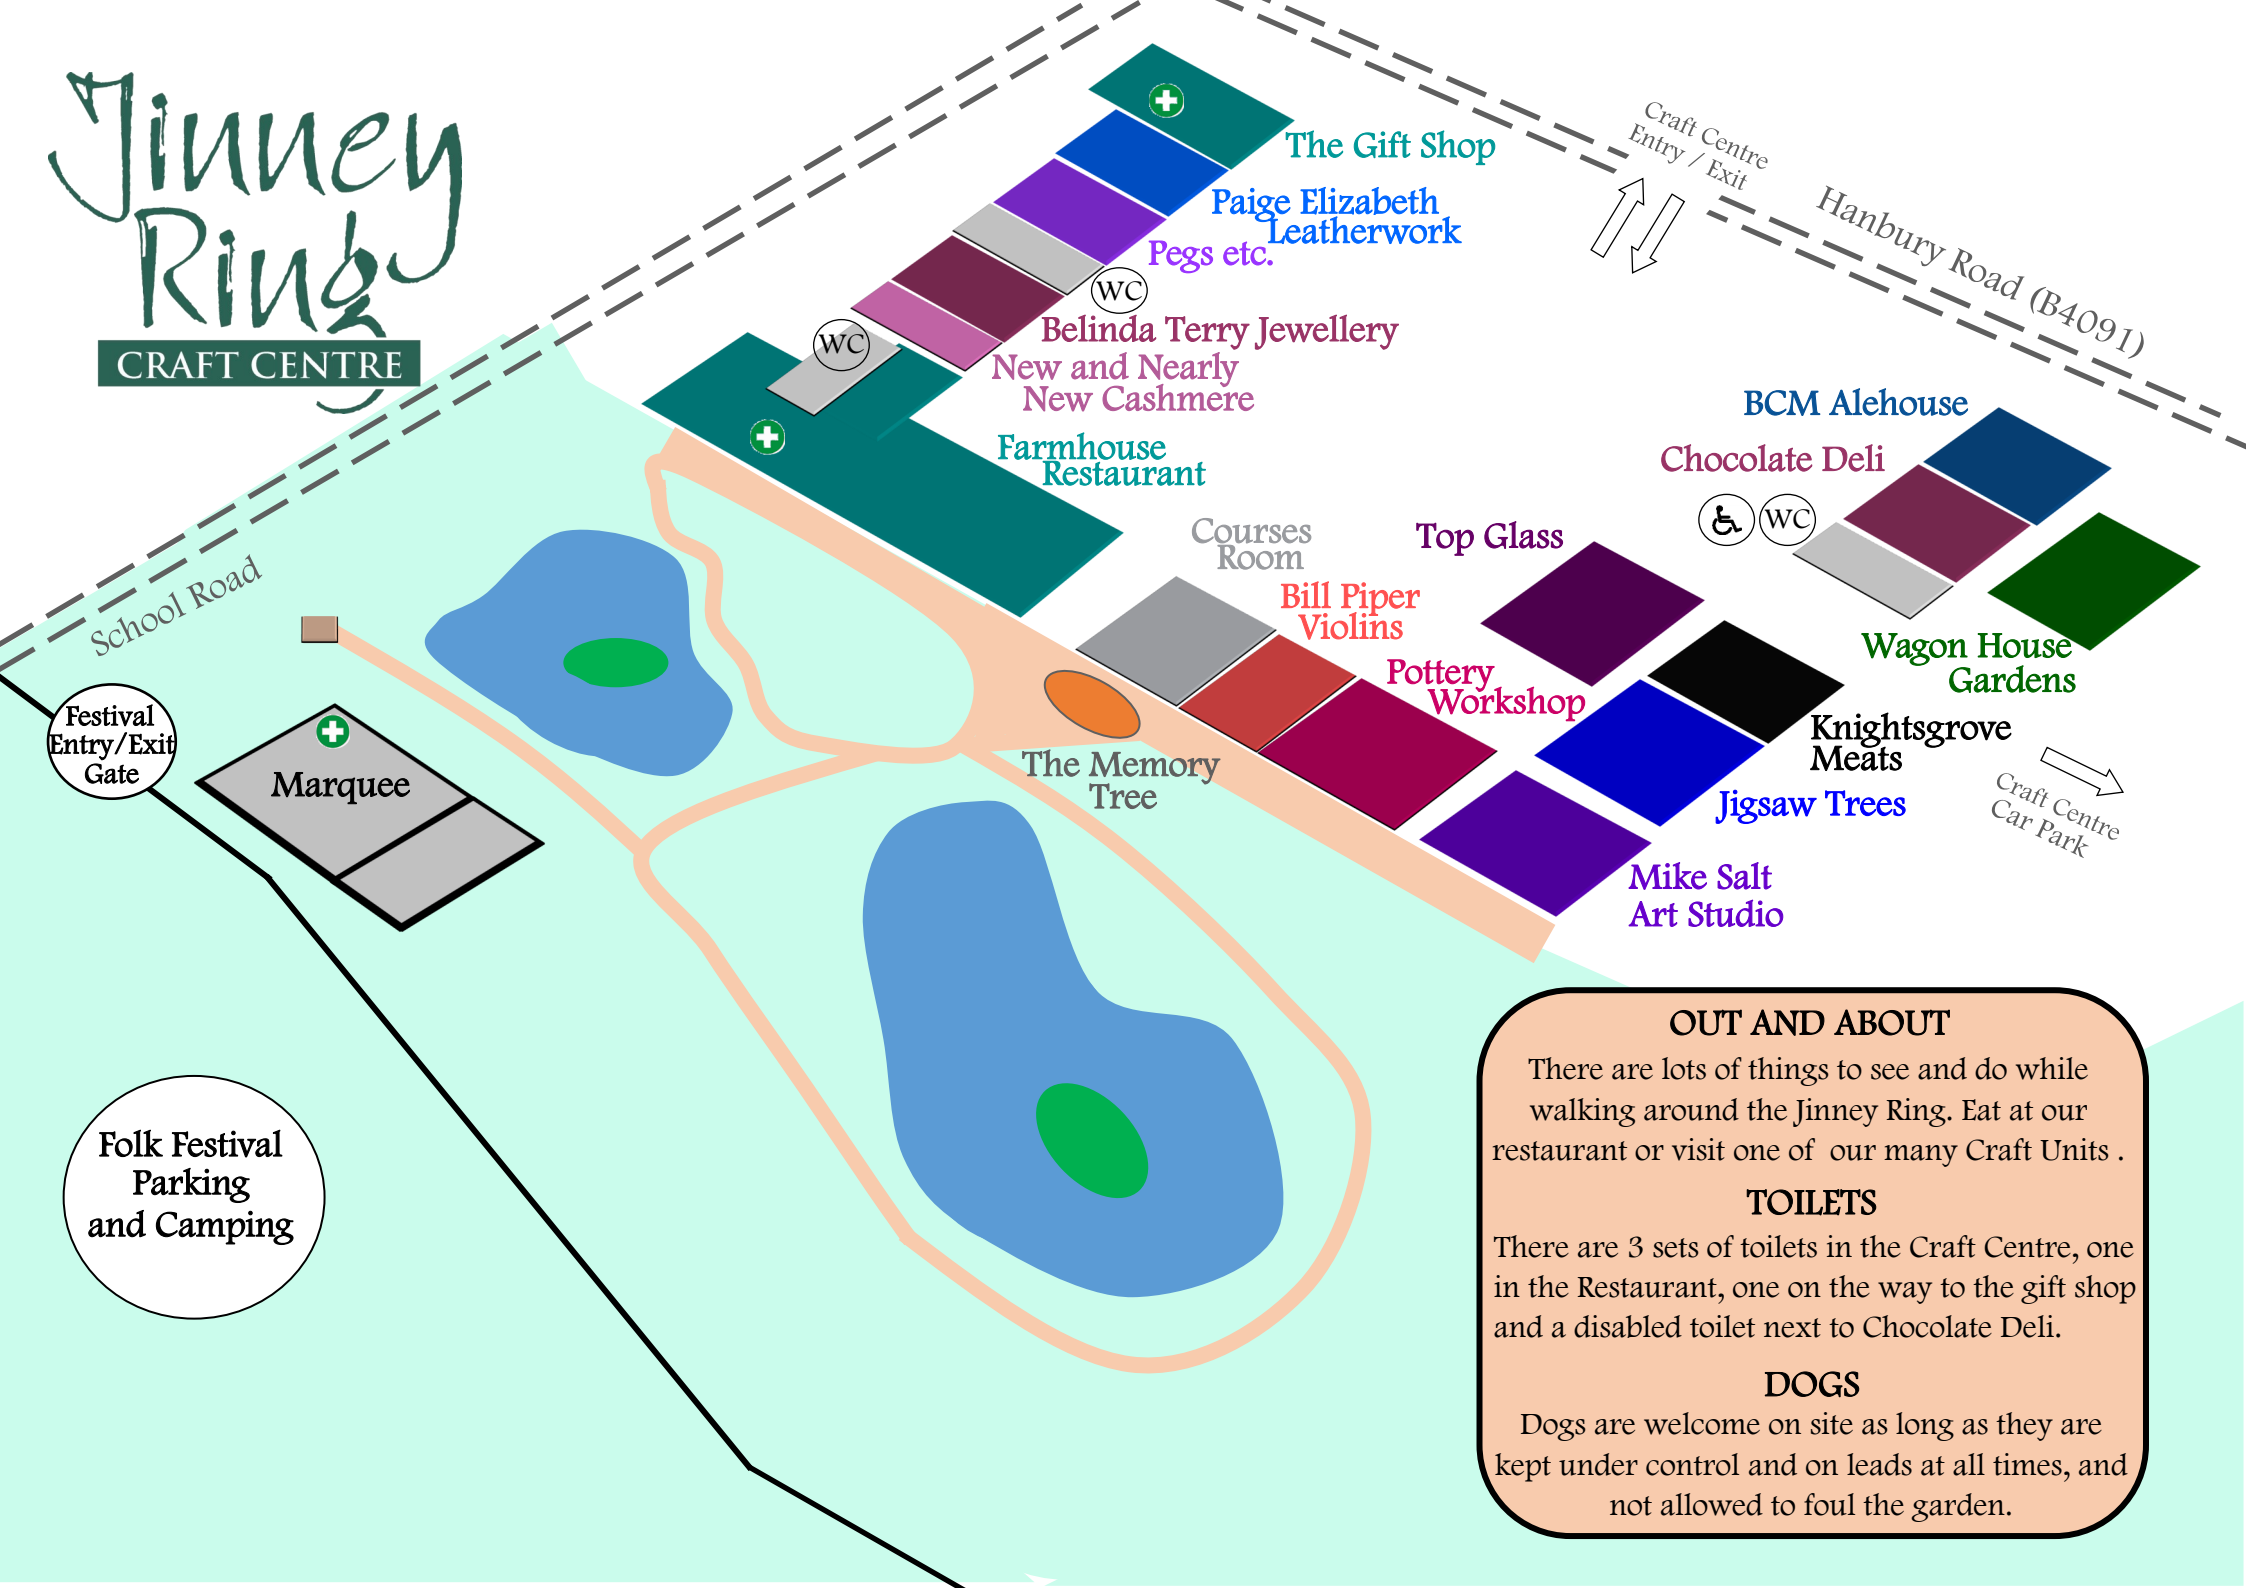 Jinney
Ring
CRAFT CENTRE
The Gift Shop
Paige Elizabeth
Leatherwork
Pegs etc.
WC
Belinda Terry Jewellery
New and Nearly
New Cashmere
WC
Farmhouse
Restaurant
Craft Centre
Entry / Exit
Hanbury Road (B4091)
BCM Alehouse
Chocolate Deli
WC
Courses
Room
Top Glass
Bill Piper
Violins
Pottery
Workshop
Wagon House
Gardens
Knightsgrove
Meats
Jigsaw Trees
Craft Centre
Car Park
The Memory
Tree
Mike Salt
Art Studio
School Road
Festival
Entry/Exit
Gate
Marquee
Folk Festival
Parking
and Camping
OUT AND ABOUT
There are lots of things to see and do while
walking around the Jinney Ring. Eat at our
restaurant or visit one of  our many Craft Units .
TOILETS
There are 3 sets of toilets in the Craft Centre, one
in the Restaurant, one on the way to the gift shop
and a disabled toilet next to Chocolate Deli.
DOGS
Dogs are welcome on site as long as they are
kept under control and on leads at all times, and
not allowed to foul the garden.